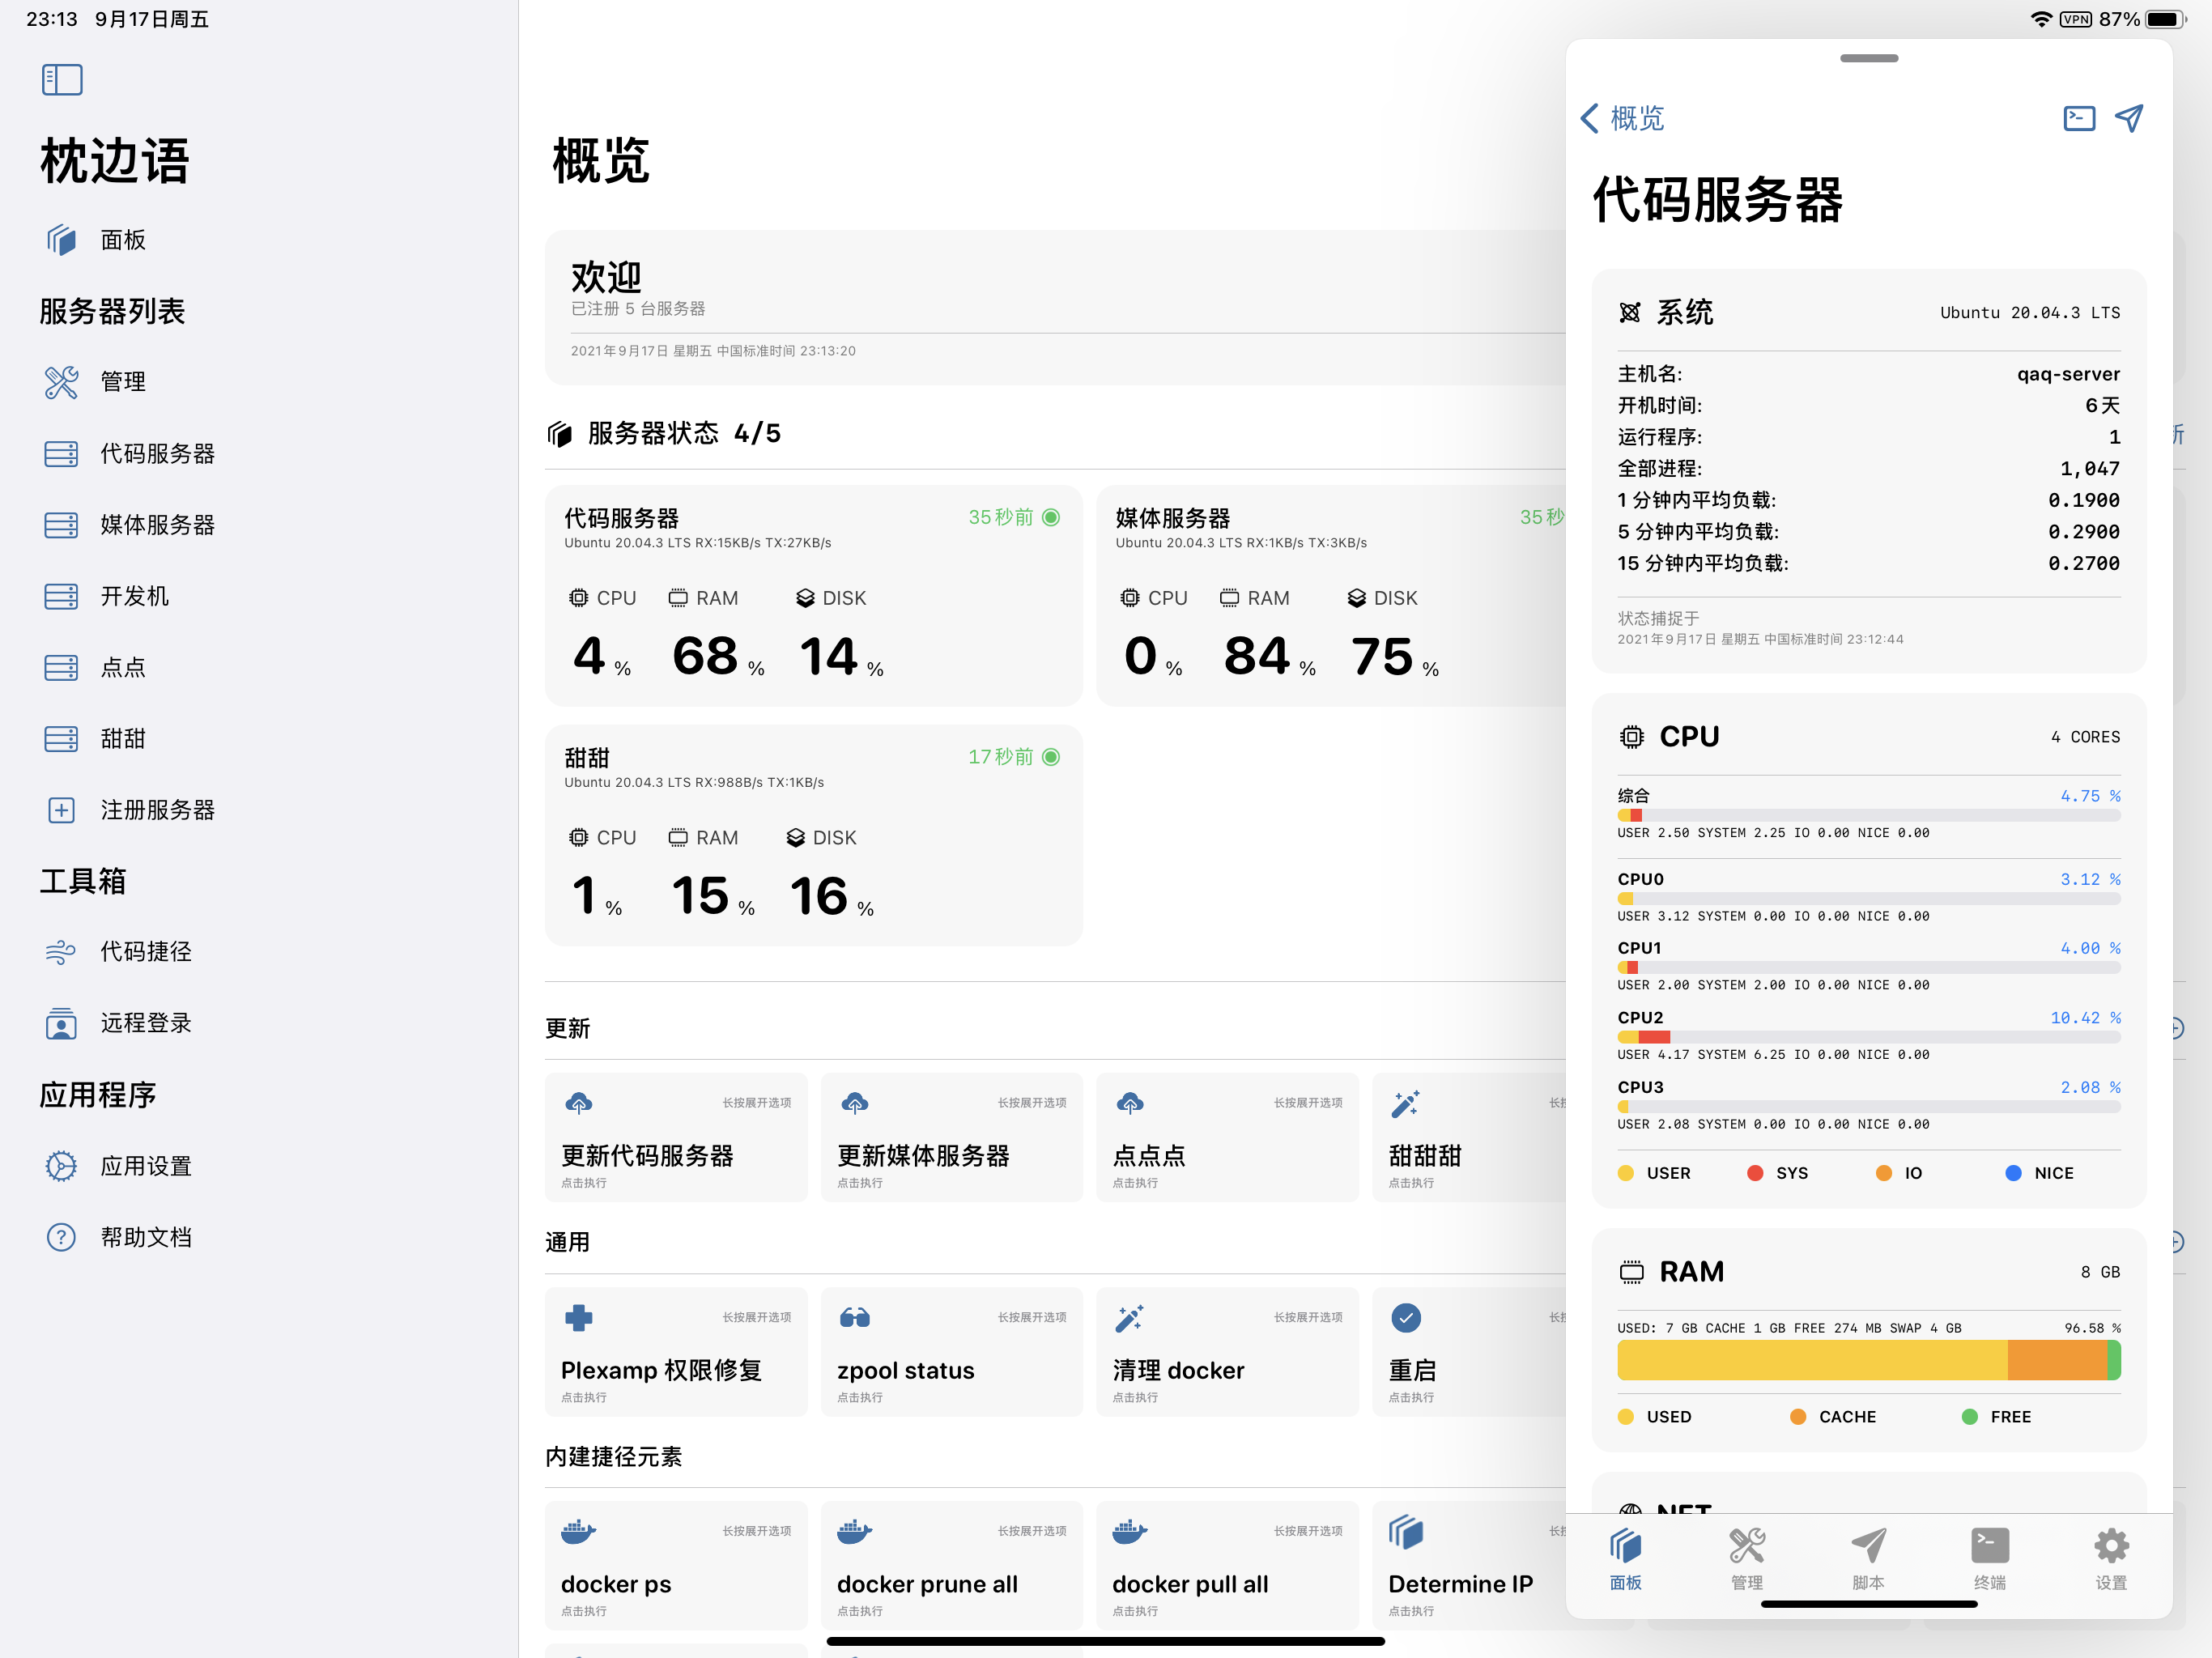 23:13 9月17日周五
VPN 87%
枕边语
面板
服务器列表
管理
代码服务器
媒体服务器
开发机
点点
甜甜
注册服务器
工具箱
代码捷径
远程登录
应用程序
应用设置
帮助文档
概览
欢迎
已注册 5 台服务器
2021年9月17日 星期五 中国标准时间 23:13:20
服务器状态 4/5
代码服务器 35秒前
Ubuntu 20.04.3 LTS RX:15KB/s TX:27KB/s
CPU RAM DISK
4 % 68 % 14 %
媒体服务器 35秒
Ubuntu 20.04.3 LTS RX:1KB/s TX:3KB/s
CPU RAM DISK
0 % 84 % 75 %
甜甜 17秒前
Ubuntu 20.04.3 LTS RX:988B/s TX:1KB/s
CPU RAM DISK
1 % 15 % 16 %
更新
长按展开选项
更新代码服务器
点击执行
长按展开选项
更新媒体服务器
点击执行
长按展开选项
点点点
点击执行
长
甜甜甜
点击执行
通用
长按展开选项
Plexamp 权限修复
点击执行
长按展开选项
zpool status
点击执行
长按展开选项
清理 docker
点击执行
长
重启
点击执行
内建捷径元素
长按展开选项
docker ps
点击执行
长按展开选项
docker prune all
点击执行
长按展开选项
docker pull all
点击执行
长
Determine IP
点击执行
概览
代码服务器
系统 Ubuntu 20.04.3 LTS
主机名: qaq-server
开机时间: 6天
运行程序: 1
全部进程: 1,047
1 分钟内平均负载: 0.1900
5 分钟内平均负载: 0.2900
15 分钟内平均负载: 0.2700
状态捕捉于
2021年9月17日 星期五 中国标准时间 23:12:44
CPU 4 CORES
综合 4.75 %
USER 2.50 SYSTEM 2.25 IO 0.00 NICE 0.00
CPU0 3.12 %
USER 3.12 SYSTEM 0.00 IO 0.00 NICE 0.00
CPU1 4.00 %
USER 2.00 SYSTEM 2.00 IO 0.00 NICE 0.00
CPU2 10.42 %
USER 4.17 SYSTEM 6.25 IO 0.00 NICE 0.00
CPU3 2.08 %
USER 2.08 SYSTEM 0.00 IO 0.00 NICE 0.00
USER SYS IO NICE
RAM 8 GB
USED: 7 GB CACHE 1 GB FREE 274 MB SWAP 4 GB 96.58 %
USED CACHE FREE
NET
面板 管理 脚本 终端 设置